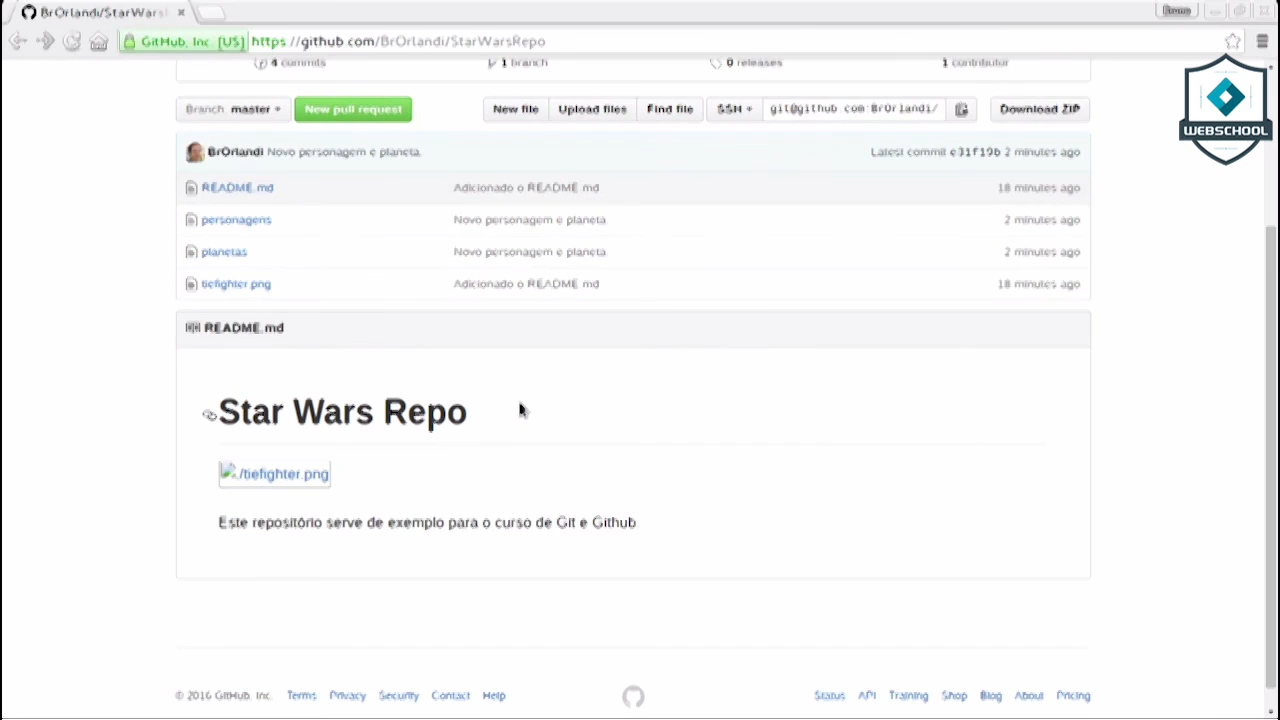 BrOrlandi/StarWarsI
Bruno
GitHub, Inc. [US] https://github.com/BrOrlandi/StarWarsRepo
4 commits 1 branch 0 releases 1 contributor
Branch: master New pull request New file Upload files Find file SSH git@github.com:BrOrlandi/ Download ZIP
WEBSCHOOL
BrOrlandi Novo personagem e planeta. Latest commit e31f19b 2 minutes ago
README.md Adicionado o README.md 18 minutes ago
personagens Novo personagem e planeta. 2 minutes ago
planetas Novo personagem e planeta. 2 minutes ago
tiefighter.png Adicionado o README.md 18 minutes ago
README.md
Star Wars Repo
./tiefighter.png
Este repositório serve de exemplo para o curso de Git e Github
© 2016 GitHub, Inc. Terms Privacy Security Contact Help Status API Training Shop Blog About Pricing